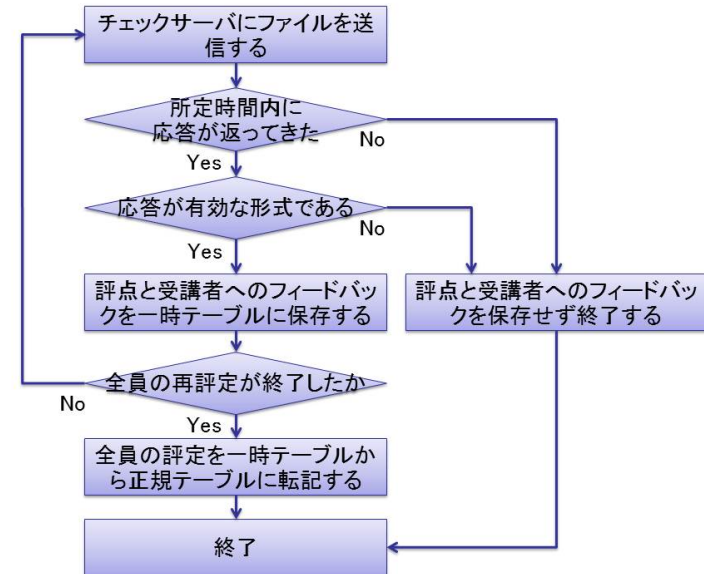 チェックサーバにファイルを送
信する
所定時間内に
応答が返ってきた
No
Yes
応答が有効な形式である
No
Yes
評点と受講者へのフィードバッ
クを一時テーブルに保存する
評点と受講者へのフィードバッ
クを保存せず終了する
全員の再評定が終了したか
No
Yes
全員の評定を一時テーブルか
ら正規テーブルに転記する
終了